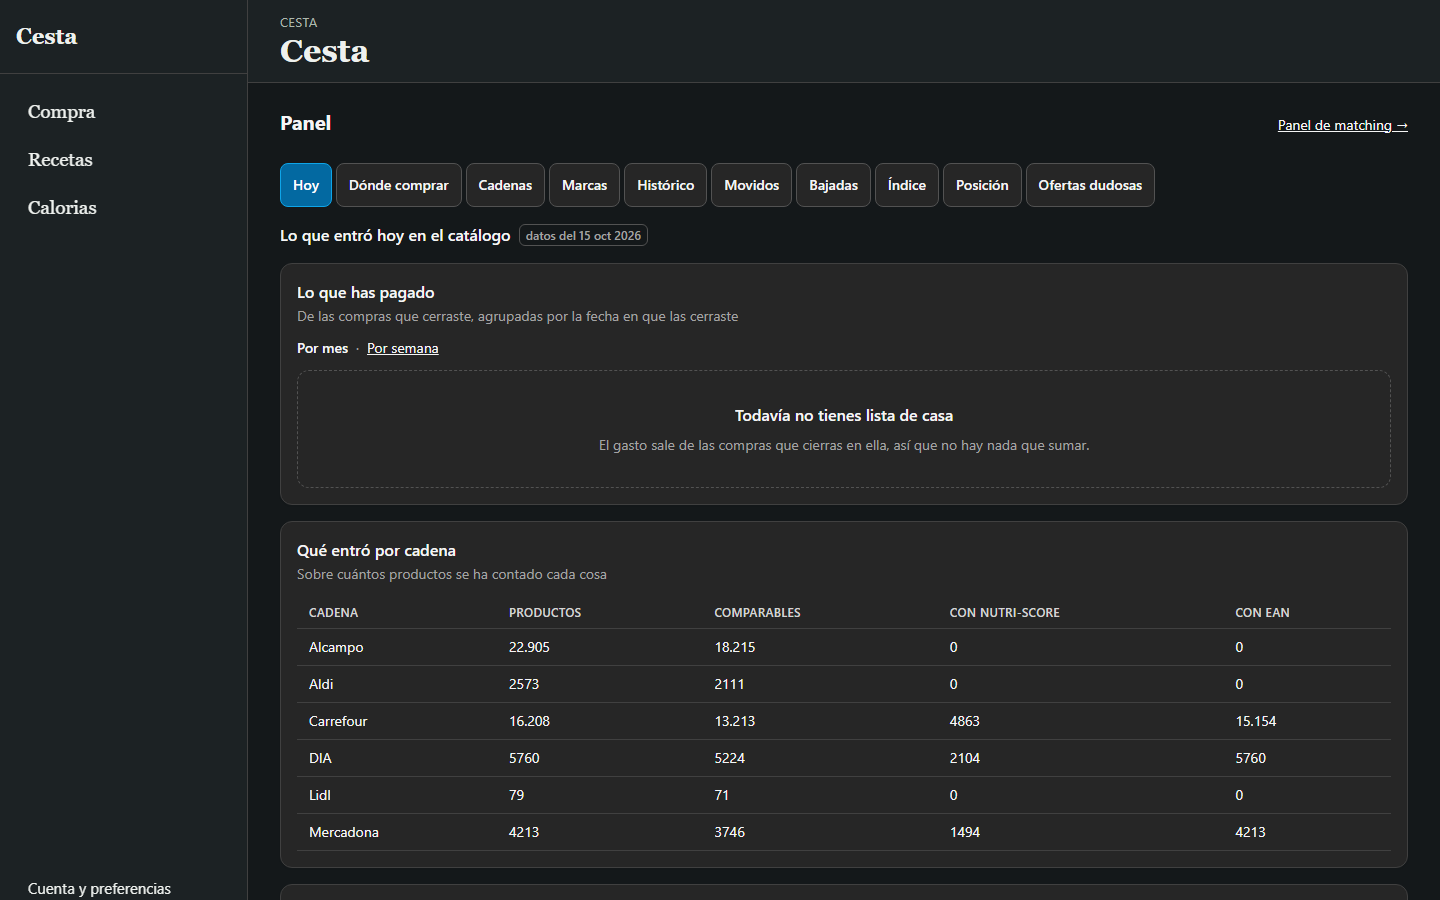 Cesta
Compra
Recetas
Calorias
Cuenta y preferencias
CESTA
Cesta
Panel
Panel de matching →
Hoy
Dónde comprar
Cadenas
Marcas
Histórico
Movidos
Bajadas
Índice
Posición
Ofertas dudosas
Lo que entró hoy en el catálogo
datos del 15 oct 2026
Lo que has pagado
De las compras que cerraste, agrupadas por la fecha en que las cerraste
Por mes · Por semana
Todavía no tienes lista de casa
El gasto sale de las compras que cierras en ella, así que no hay nada que sumar.
Qué entró por cadena
Sobre cuántos productos se ha contado cada cosa
CADENA PRODUCTOS COMPARABLES CON NUTRI-SCORE CON EAN
Alcampo 22.905 18.215 0 0
Aldi 2573 2111 0 0
Carrefour 16.208 13.213 4863 15.154
DIA 5760 5224 2104 5760
Lidl 79 71 0 0
Mercadona 4213 3746 1494 4213